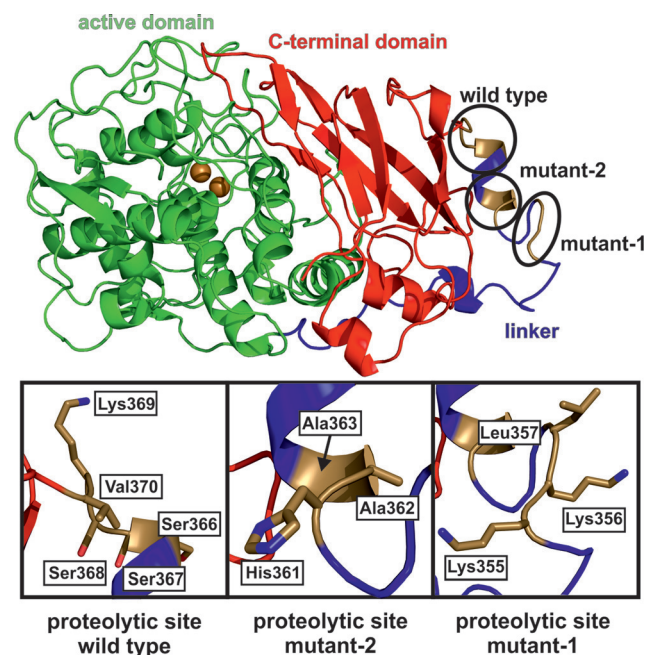 active domain
C-terminal domain
wild type
mutant-2
mutant-1
linker
Lys369
Val370
Ser366
Ser368
Ser367
Ala363
Ala362
His361
Leu357
Lys356
Lys355
proteolytic site
wild type
proteolytic site
mutant-2
proteolytic site
mutant-1